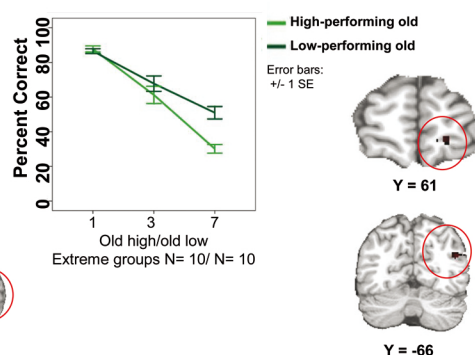 Percent Correct
100
80
60
40
20
0
1 3 7
Old high/old low
Extreme groups N= 10/ N= 10
High-performing old
Low-performing old
Error bars:
+/- 1 SE
Y = 61
Y = -66